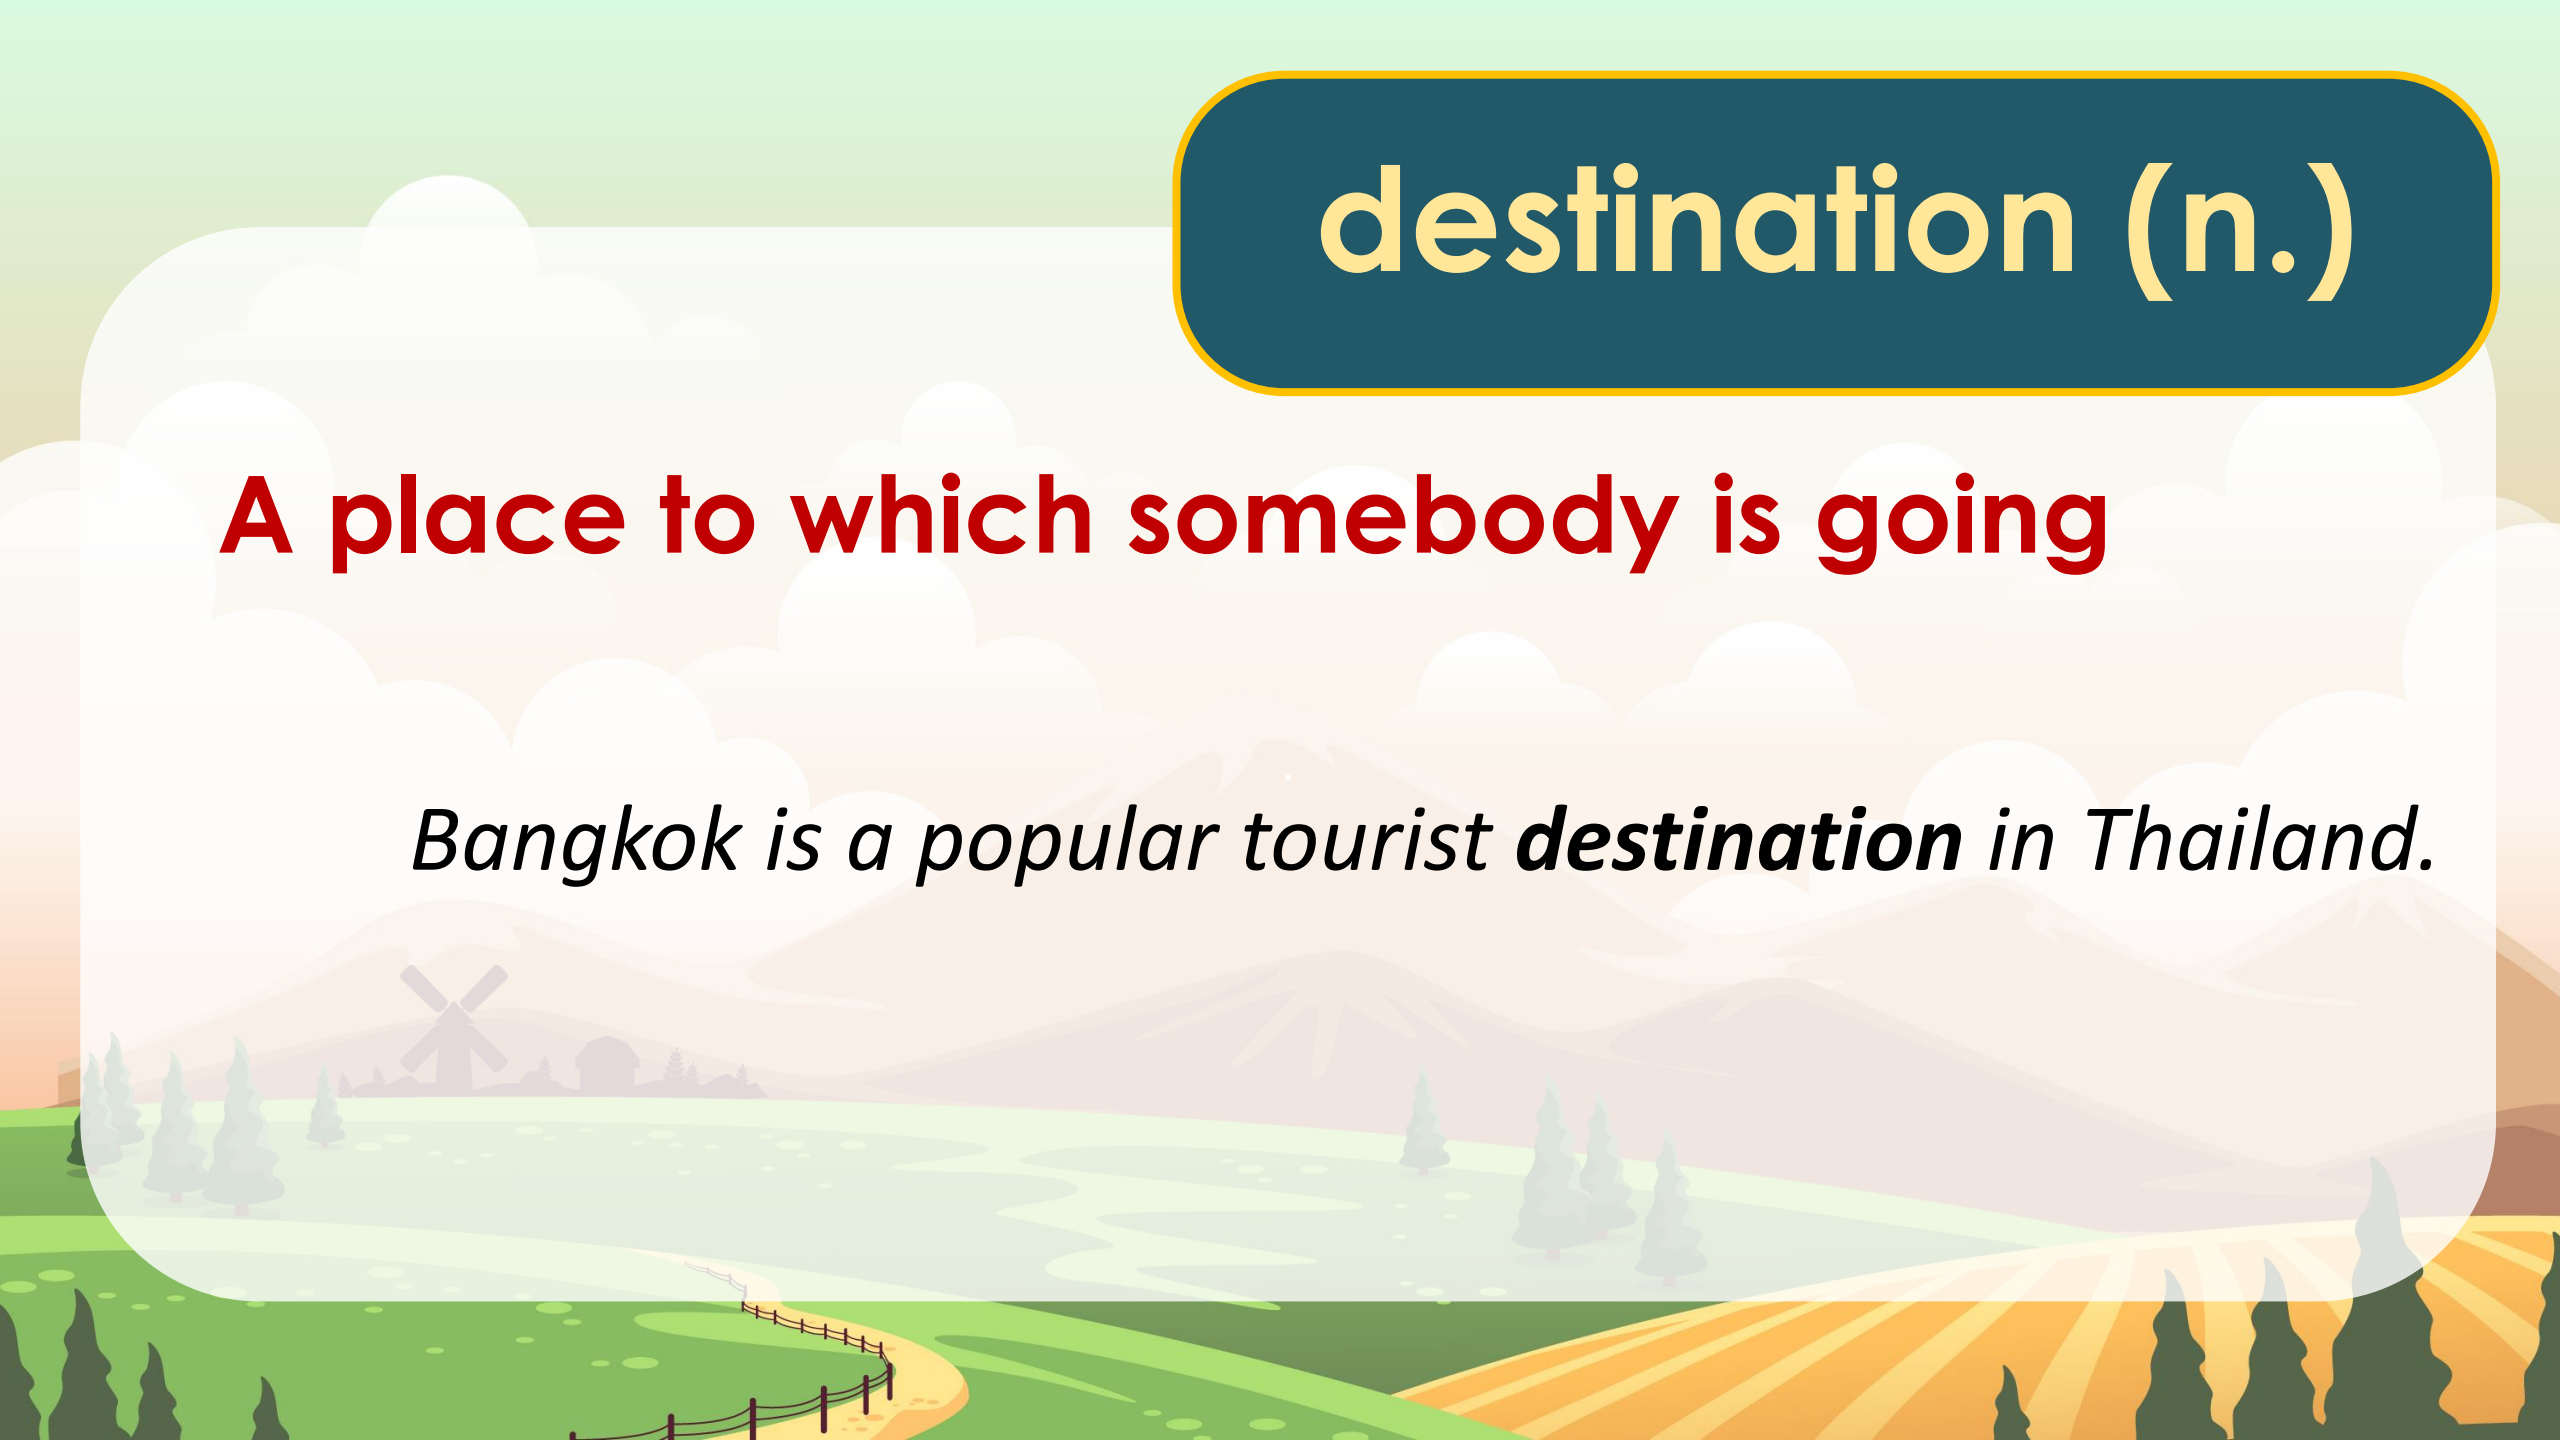 destination (n.)
A place to which somebody is going
Bangkok is a popular tourist destination in Thailand.